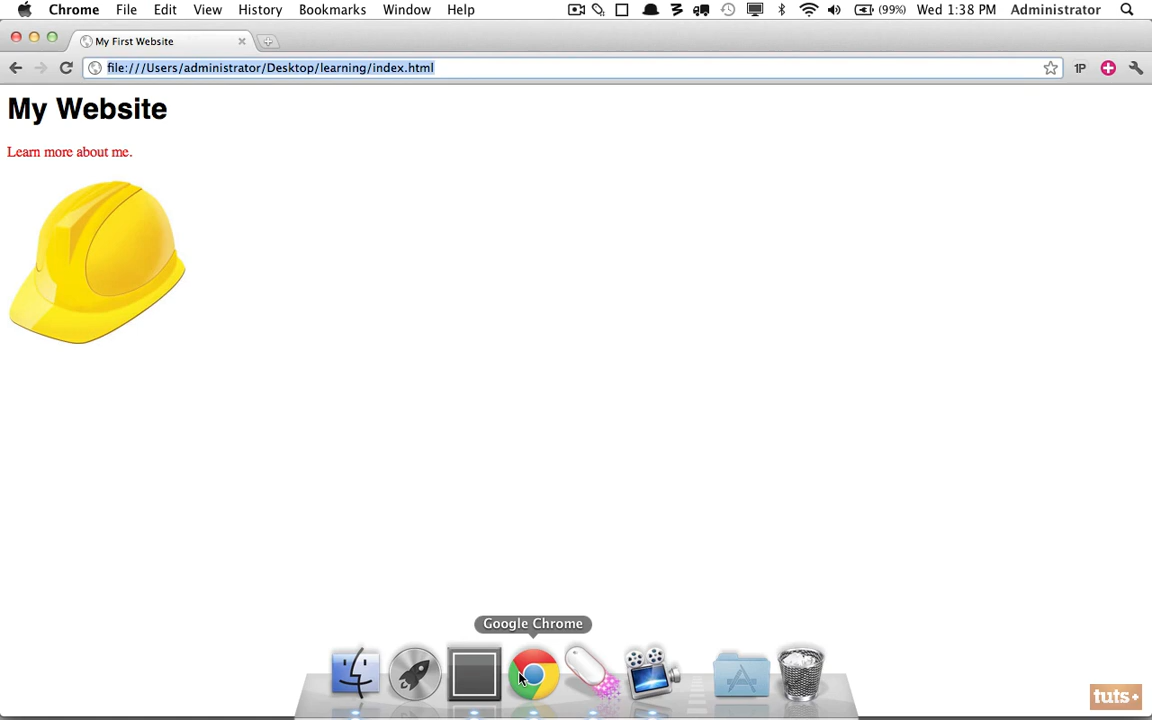 Chrome File Edit View History Bookmarks Window Help (99%) Wed 1:38 PM Administrator
My First Website
file:///Users/administrator/Desktop/learning/index.html 1P
My Website
Learn more about me.
Google Chrome
tuts+